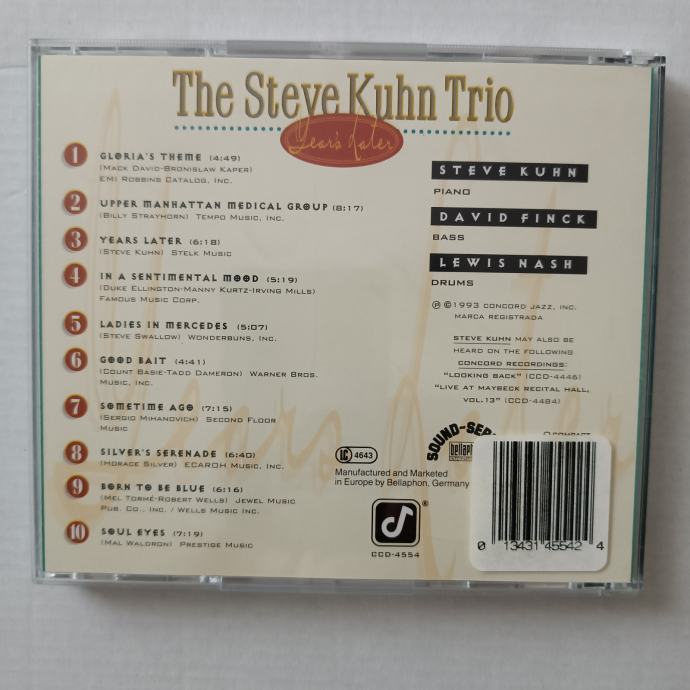 The Steve Kuhn Trio
Year's Later
1 GLORIA'S THEME (4:49)
(MACK DAVID-BRONISLAW KAPER)
EMI ROBBINS CATALOG, INC.
2 UPPER MANHATTAN MEDICAL GROUP (8:17)
(BILLY STRAYHORN) TEMPO MUSIC, INC.
3 YEARS LATER (6:18)
(STEVE KUHN) STELK MUSIC
4 IN A SENTIMENTAL MOOD (5:19)
(DUKE ELLINGTON-MANNY KURTZ-IRVING MILLS)
FAMOUS MUSIC CORP.
5 LADIES IN MERCEDES (5:07)
(STEVE SWALLOW) WONDERBUNS, INC.
6 GOOD BAIT (4:41)
(COUNT BASIE-TADD DAMERON) WARNER BROS.
MUSIC, INC.
7 SOMETIME AGO (7:15)
(SERGIO MIHANOVICH) SECOND FLOOR
MUSIC
8 SILVER'S SERENADE (6:40)
(HORACE SILVER) ECAROH MUSIC, INC.
9 BORN TO BE BLUE (6:16)
(MEL TORMÉ-ROBERT WELLS) JEWEL MUSIC
PUB. CO., INC. / WELLS MUSIC INC.
10 SOUL EYES (7:19)
(MAL WALDRON) PRESTIGE MUSIC
STEVE KUHN
PIANO
DAVID FINCK
BASS
LEWIS NASH
DRUMS
℗ ©1993 CONCORD JAZZ, INC.
MARCA REGISTRADA
STEVE KUHN MAY ALSO BE
HEARD ON THE FOLLOWING
CONCORD RECORDINGS:
"LOOKING BACK" (CCD-4446)
"LIVE AT MAYBECK RECITAL HALL,
VOL.13" (CCD-4484)
LC 4643
SOUND-SER
bellap
COMPACT
Manufactured and Marketed
in Europe by Bellaphon, Germany
®
CCD-4554
0 13431 45542 4